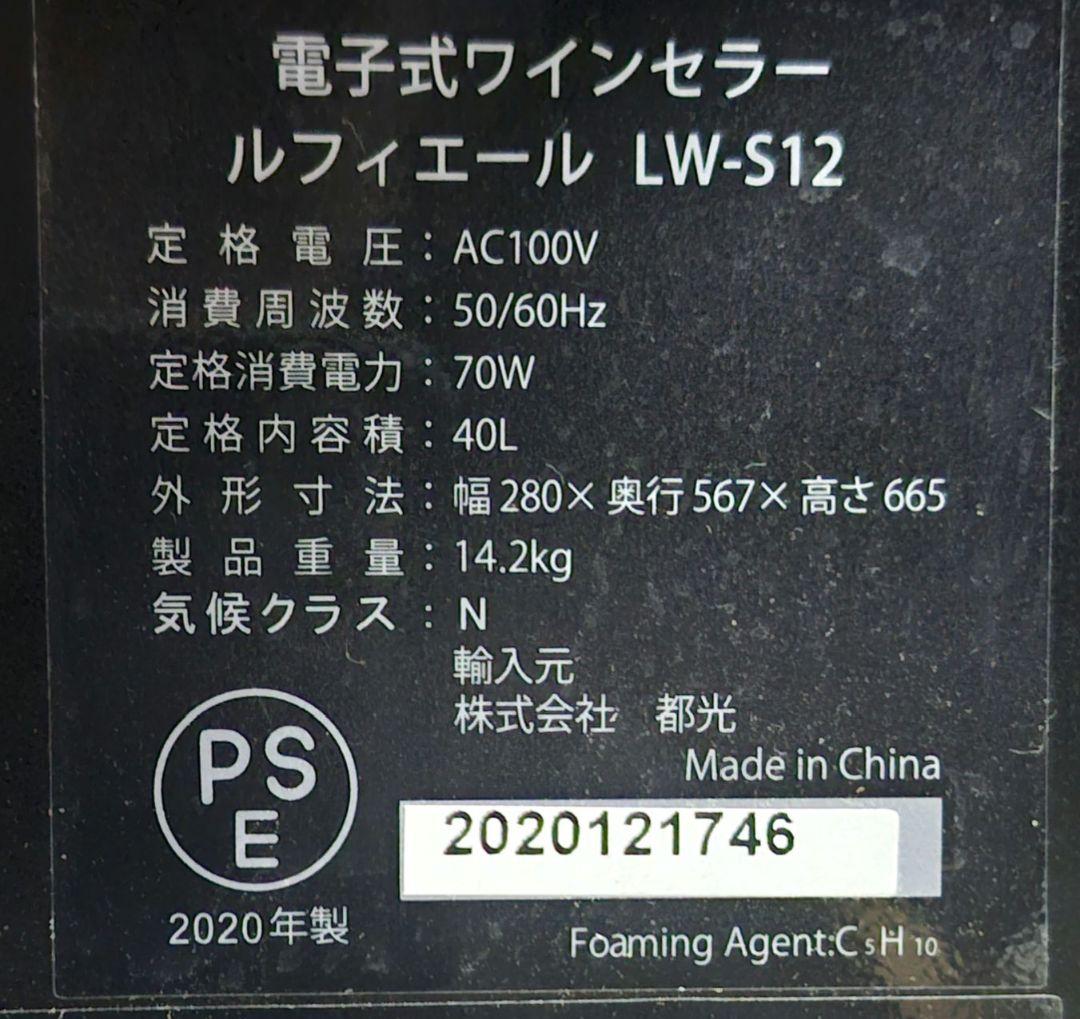 電子式ワインセラー
ルフィエール LW-S12
定格電圧：AC100V
消費周波数：50/60Hz
定格消費電力：70W
定格内容積：40L
外形寸法：幅280×奥行567×高さ665
製品重量：14.2kg
気候クラス：N
輸入元
株式会社 都光
Made in China
PS
E
2020121746
2020年製
Foaming Agent:C5H10